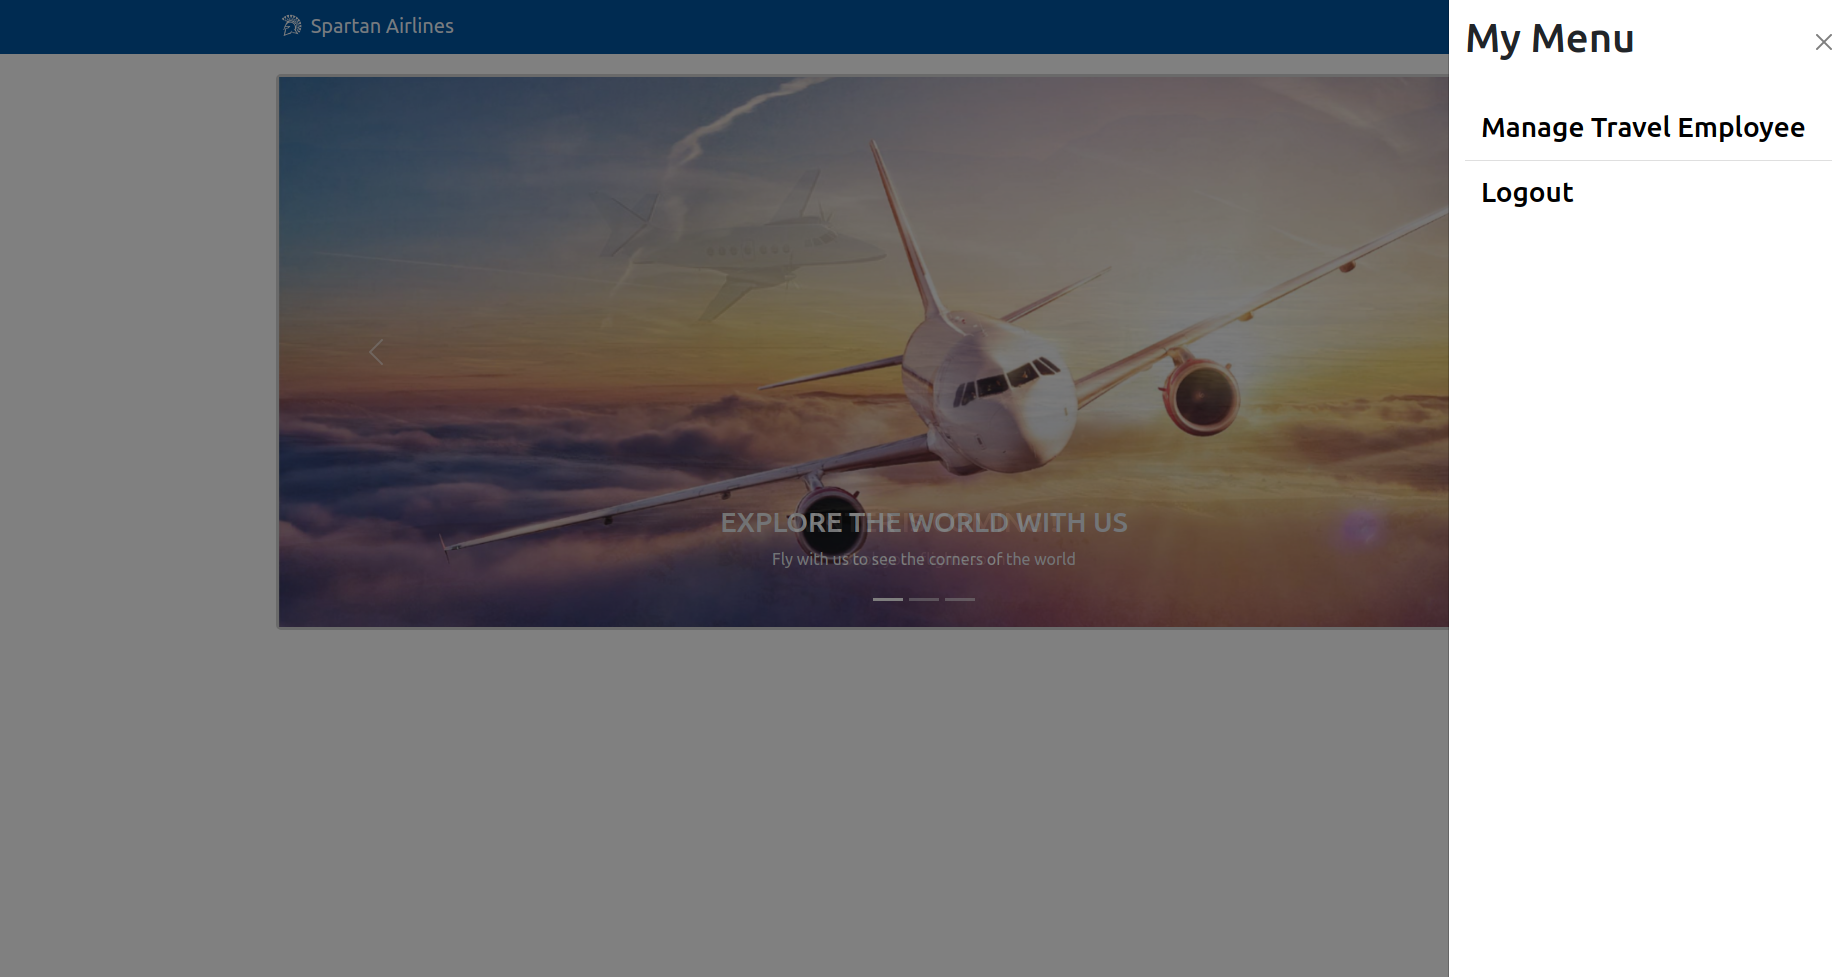 Spartan Airlines
My Menu
Manage Travel Employee
Logout
EXPLORE THE WORLD WITH US
Fly with us to see the corners of the world